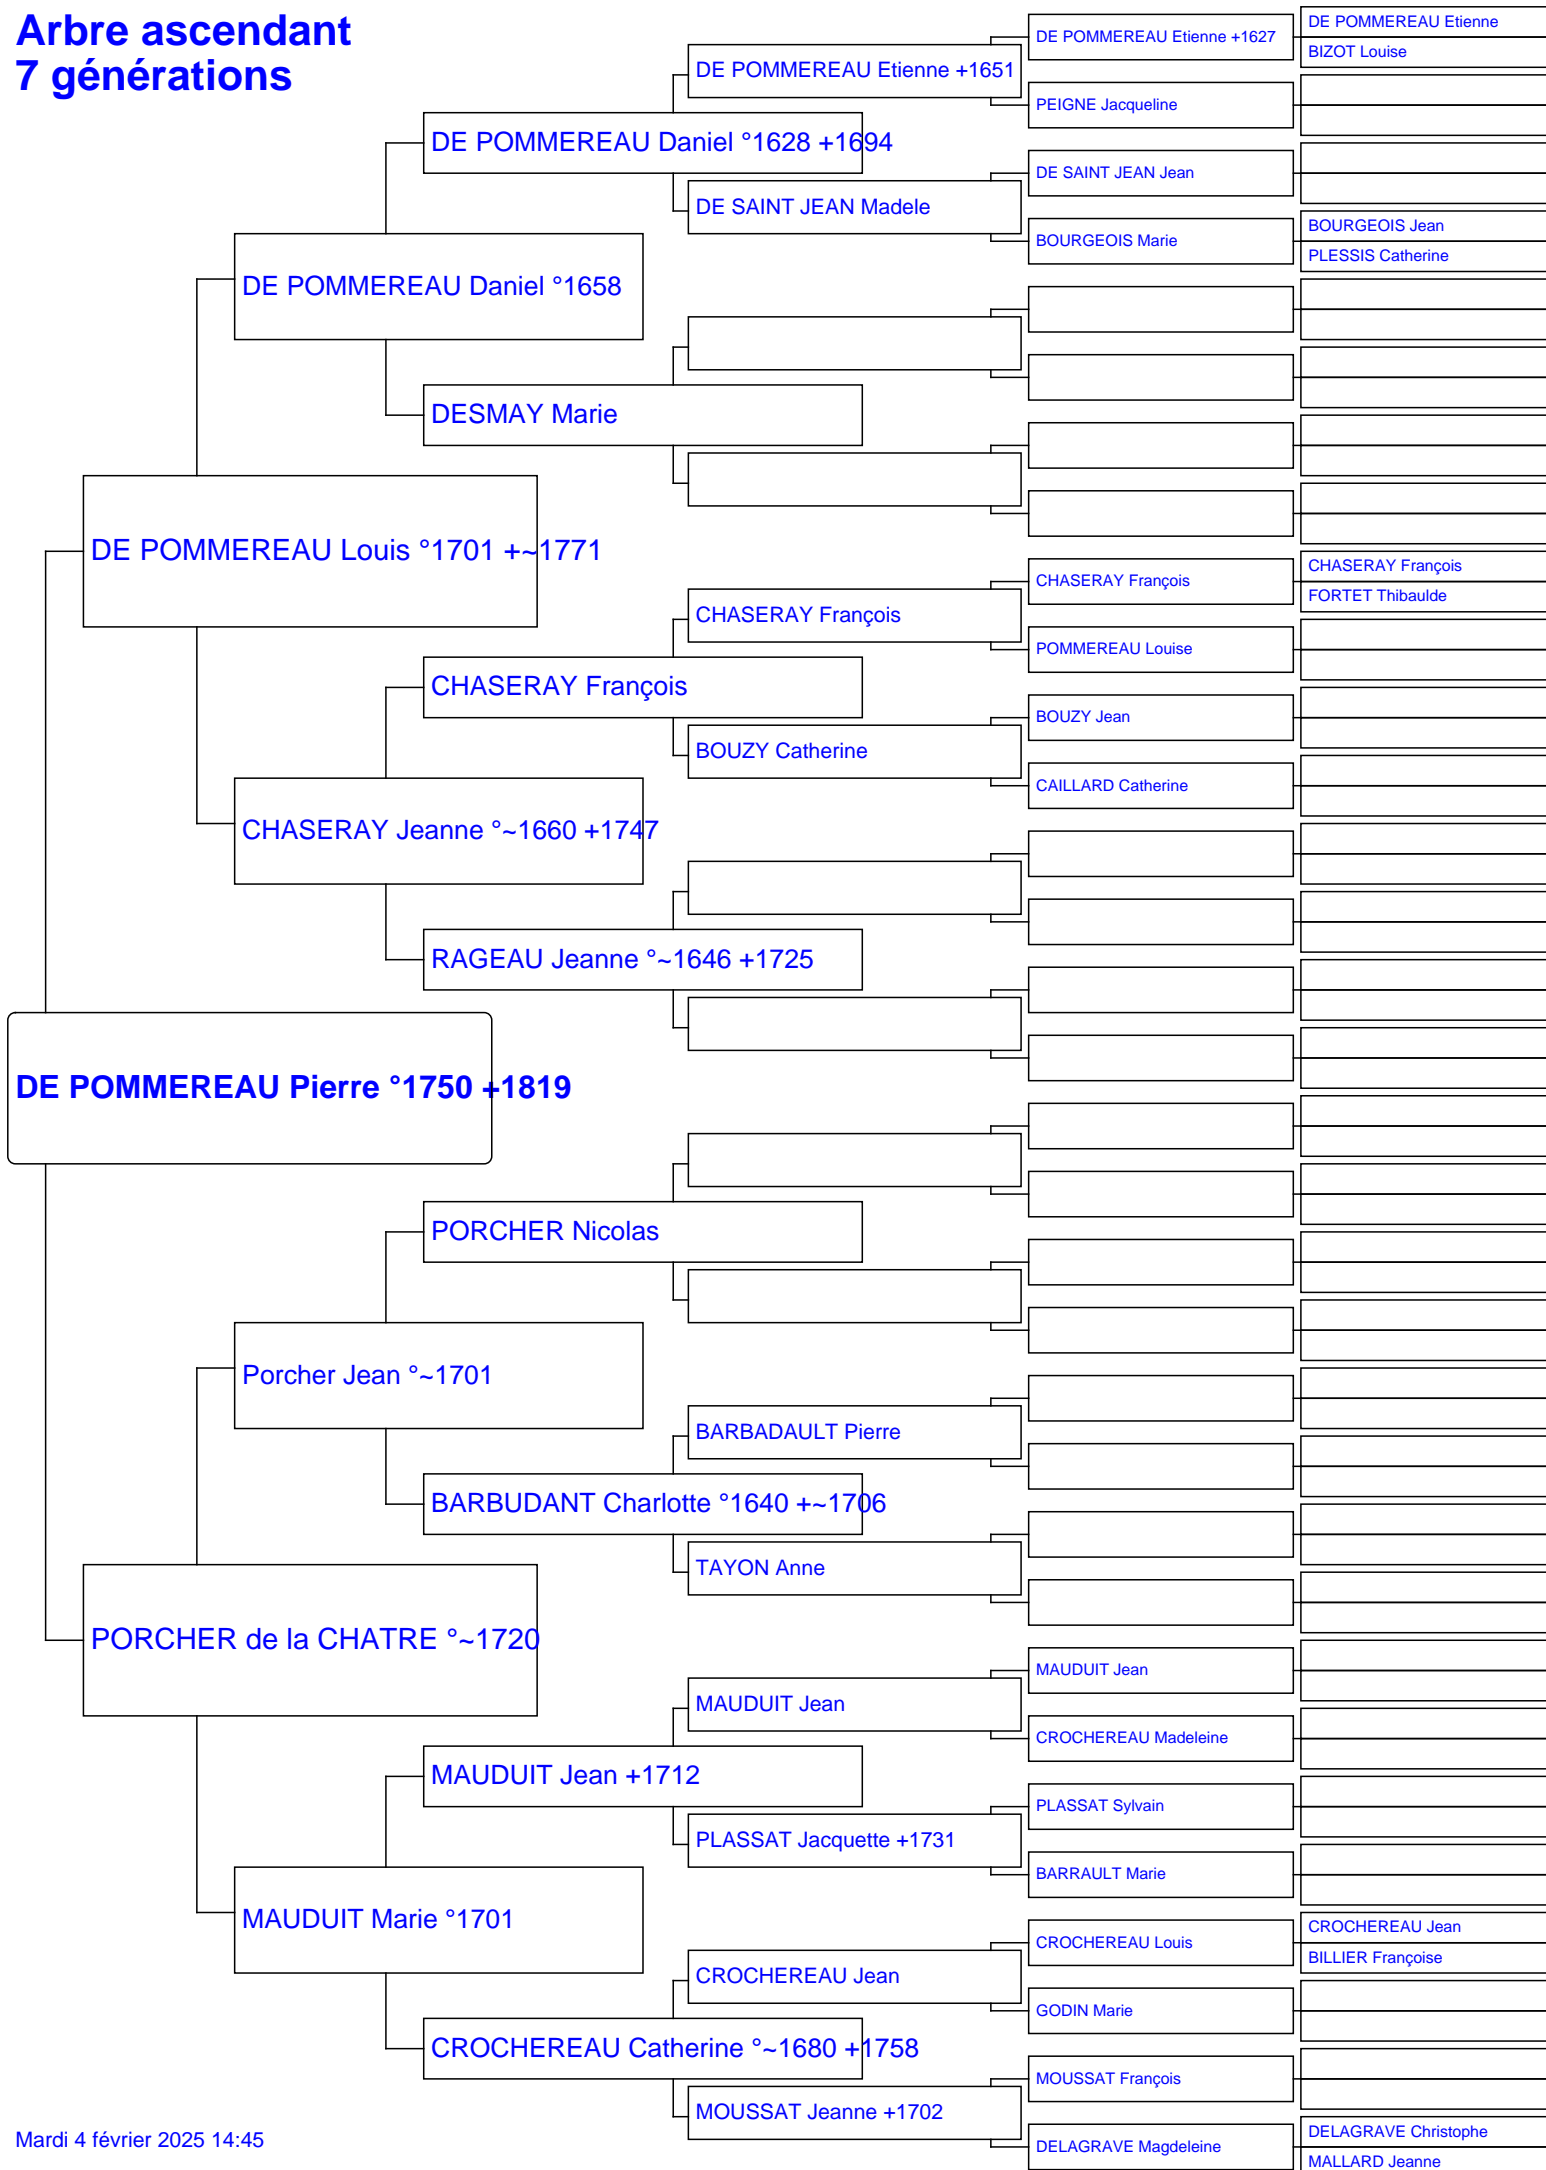 Arbre ascendant
7 générations
DE POMMEREAU Etienne
DE POMMEREAU Etienne +1627
BIZOT Louise
DE POMMEREAU Etienne +1651
PEIGNE Jacqueline
DE POMMEREAU Daniel °1628 +1694
DE SAINT JEAN Jean
DE SAINT JEAN Madele
BOURGEOIS Jean
BOURGEOIS Marie
PLESSIS Catherine
DE POMMEREAU Daniel °1658
DESMAY Marie
DE POMMEREAU Louis °1701 +~1771
CHASERAY François
CHASERAY François
FORTET Thibaulde
CHASERAY François
POMMEREAU Louise
CHASERAY François
BOUZY Jean
BOUZY Catherine
CAILLARD Catherine
CHASERAY Jeanne °~1660 +1747
RAGEAU Jeanne °~1646 +1725
DE POMMEREAU Pierre °1750 +1819
PORCHER Nicolas
Porcher Jean °~1701
BARBADAULT Pierre
BARBUDANT Charlotte °1640 +~1706
TAYON Anne
PORCHER de la CHATRE °~1720
MAUDUIT Jean
MAUDUIT Jean
CROCHEREAU Madeleine
MAUDUIT Jean +1712
PLASSAT Sylvain
PLASSAT Jacquette +1731
BARRAULT Marie
MAUDUIT Marie °1701
CROCHEREAU Jean
CROCHEREAU Louis
BILLIER Françoise
CROCHEREAU Jean
GODIN Marie
CROCHEREAU Catherine °~1680 +1758
MOUSSAT François
MOUSSAT Jeanne +1702
DELAGRAVE Christophe
DELAGRAVE Magdeleine
MALLARD Jeanne
Mardi 4 février 2025 14:45